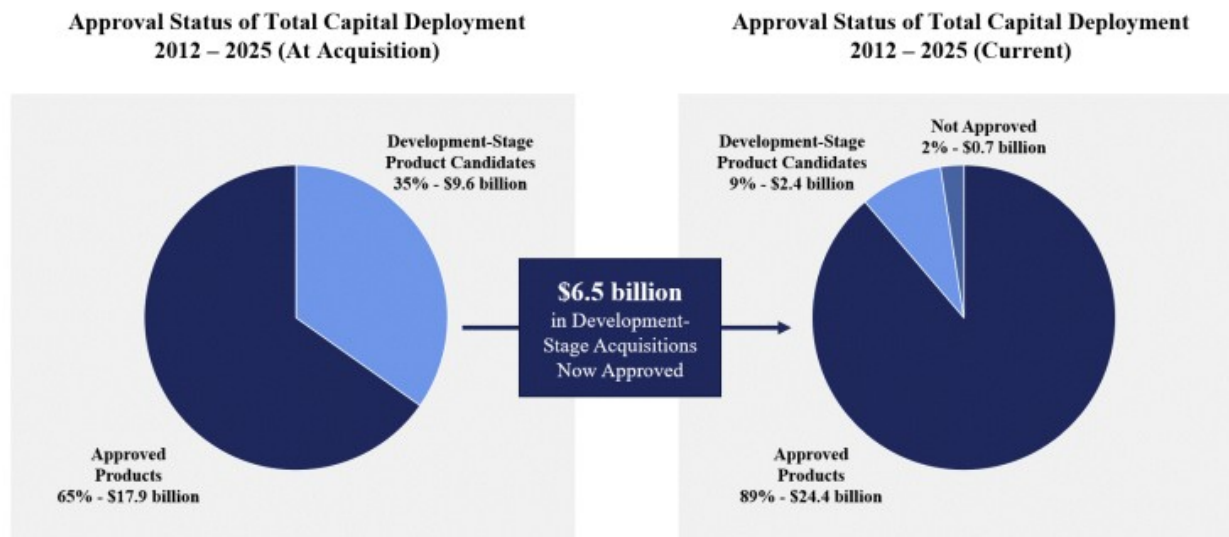 Approval Status of Total Capital Deployment
2012 – 2025 (At Acquisition)
Development-Stage
Product Candidates
35% - $9.6 billion
Approved
Products
65% - $17.9 billion
$6.5 billion
in Development-
Stage Acquisitions
Now Approved
Approval Status of Total Capital Deployment
2012 – 2025 (Current)
Development-Stage
Product Candidates
9% - $2.4 billion
Not Approved
2% - $0.7 billion
Approved
Products
89% - $24.4 billion